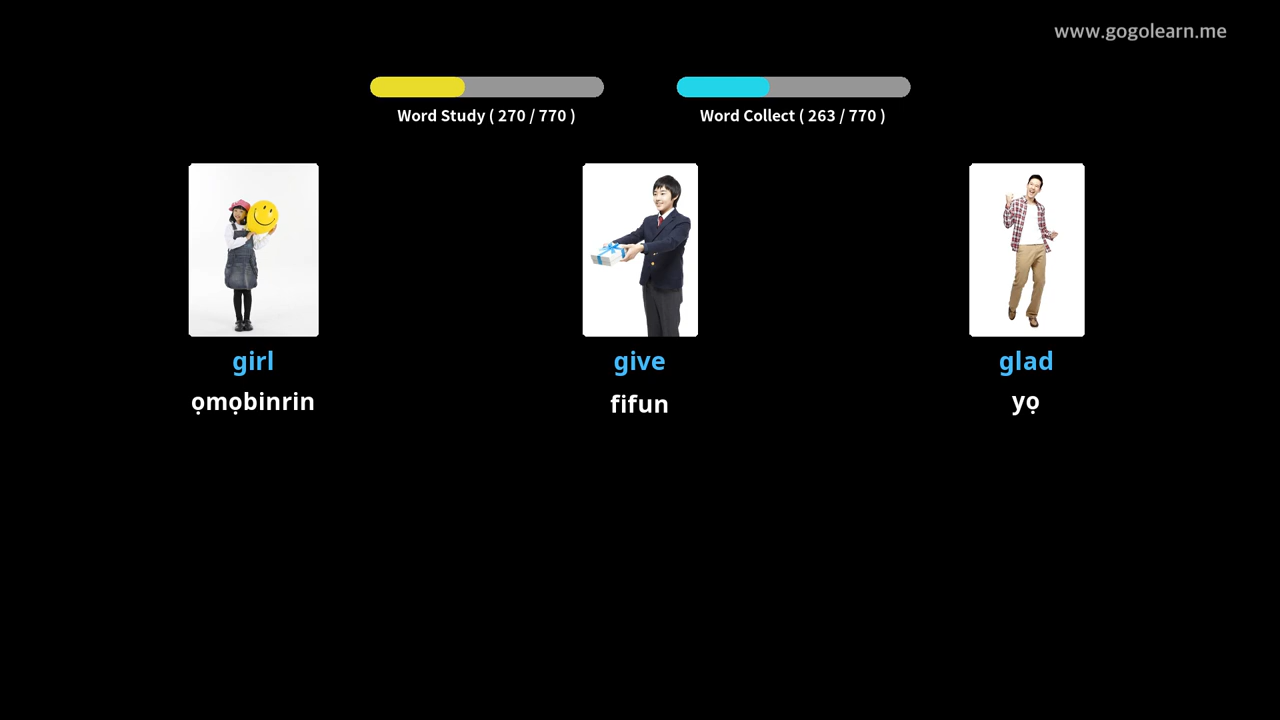 www.gogolearn.me
Word Study ( 270 / 770 )
Word Collect ( 263 / 770 )
girl
give
glad
ọmọbinrin
fifun
yọ